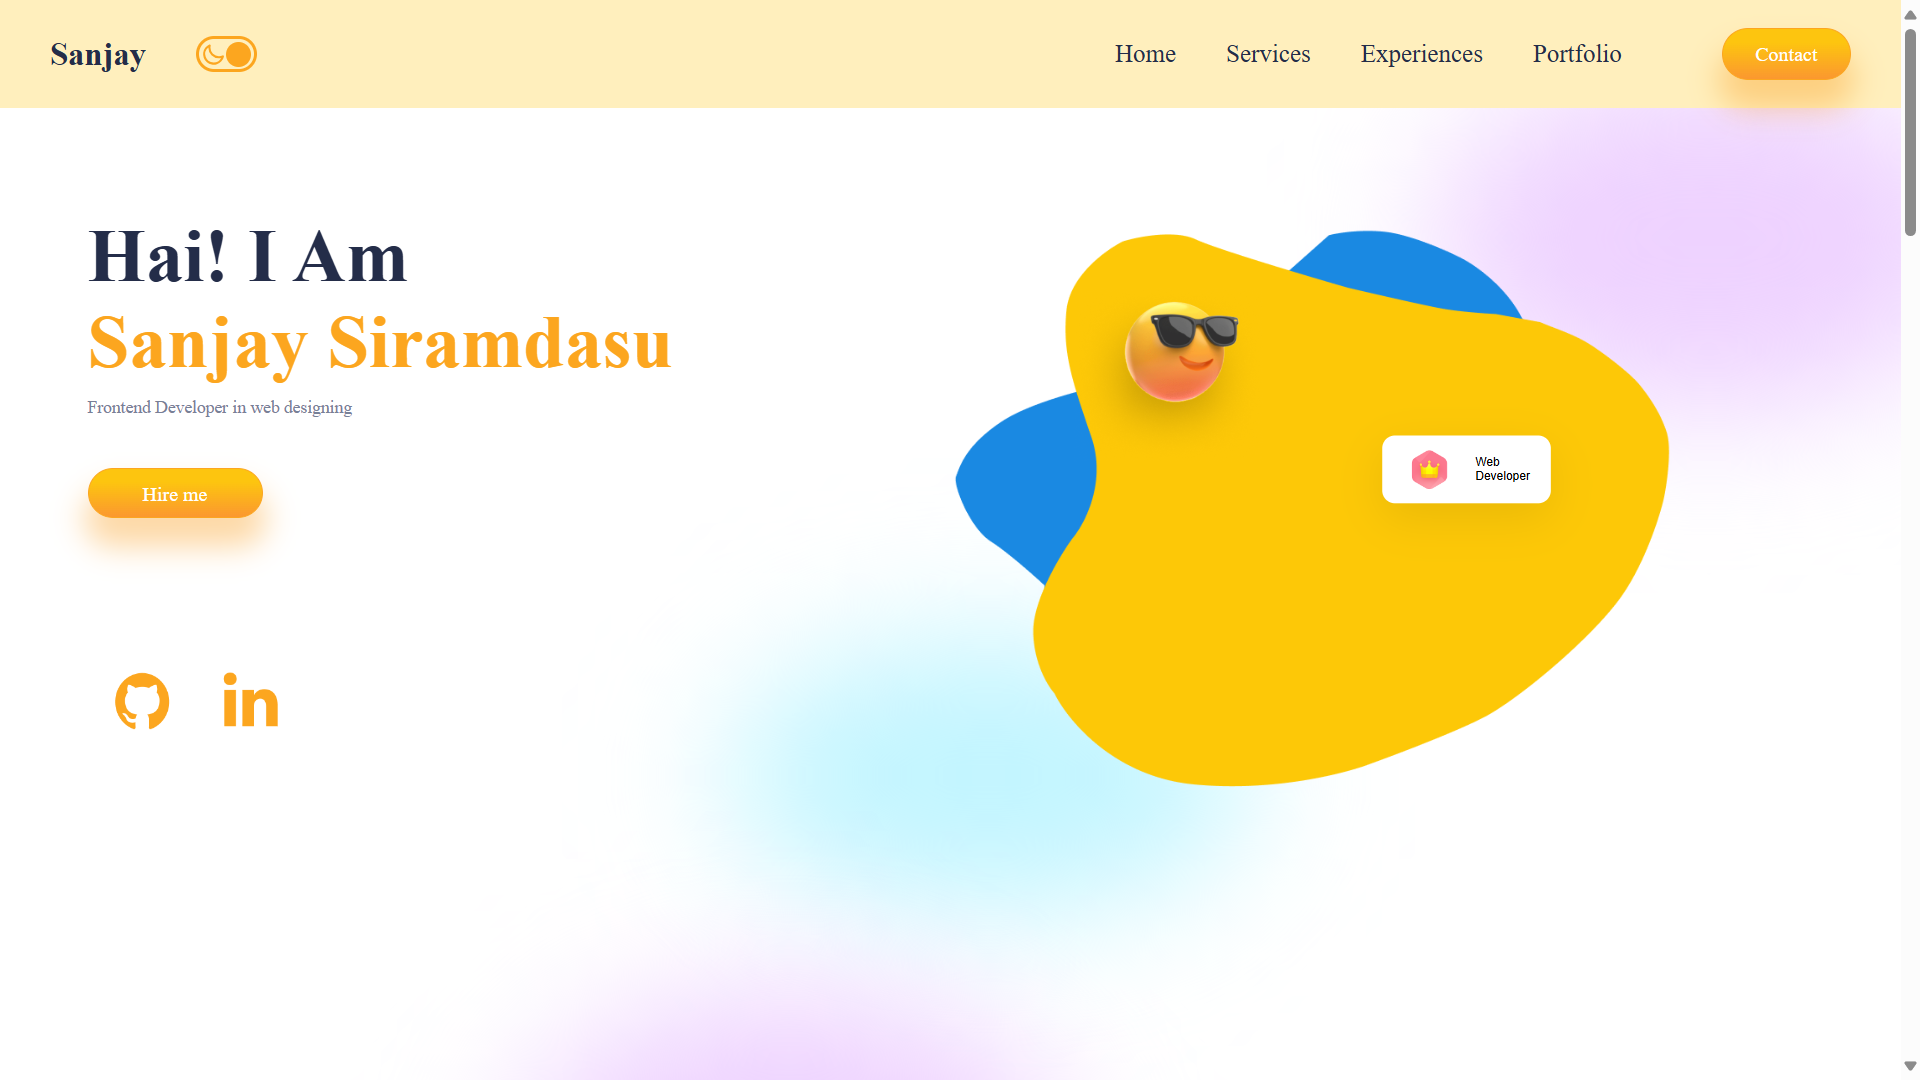 Sanjay
Home Services Experiences Portfolio Contact
Hai! I Am
Sanjay Siramdasu
Frontend Developer in web designing
Hire me
Web
Developer
in